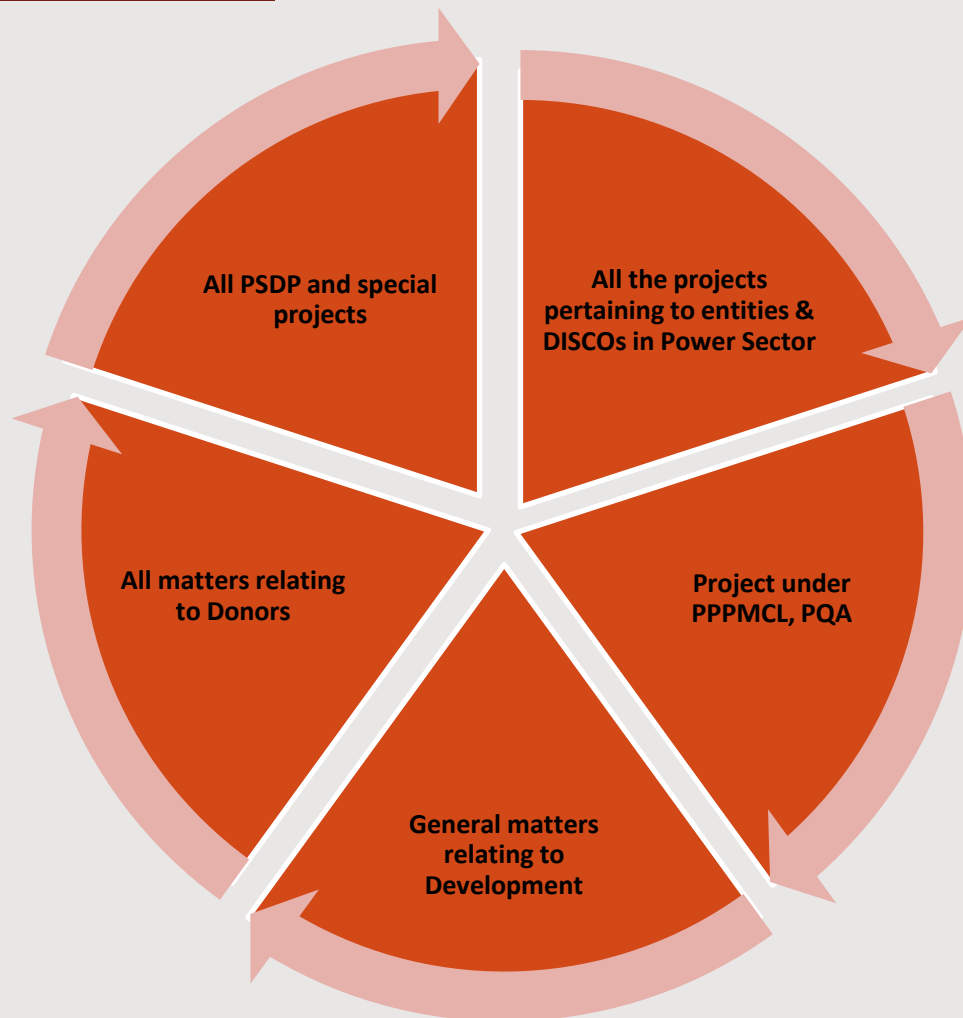 All PSDP and special
projects
All the projects
pertaining to entities &
DISCOs in Power Sector
All matters relating
to Donors
Project under
PPPMCL, PQA
General matters
relating to
Development